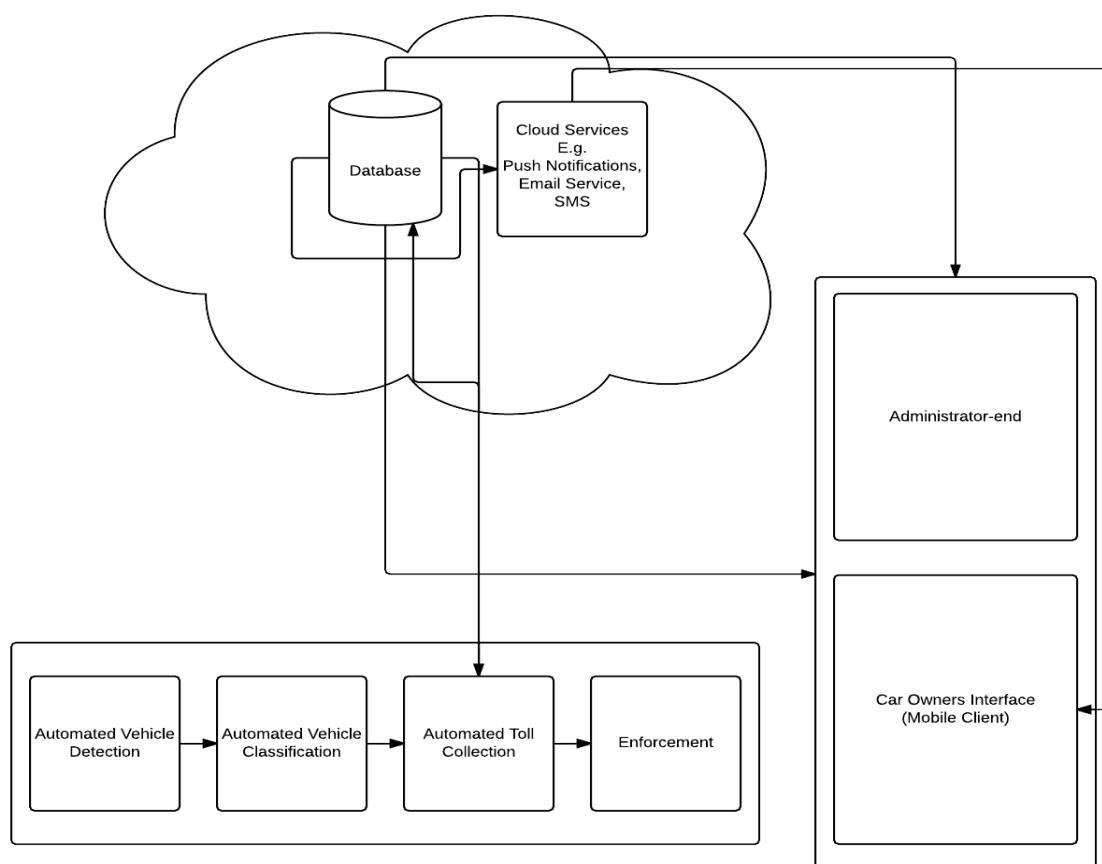 Database
Cloud Services
E.g.
Push Notifications,
Email Service,
SMS
Administrator-end
Car Owners Interface
(Mobile Client)
Automated Vehicle
Detection
Automated Vehicle
Classification
Automated Toll
Collection
Enforcement